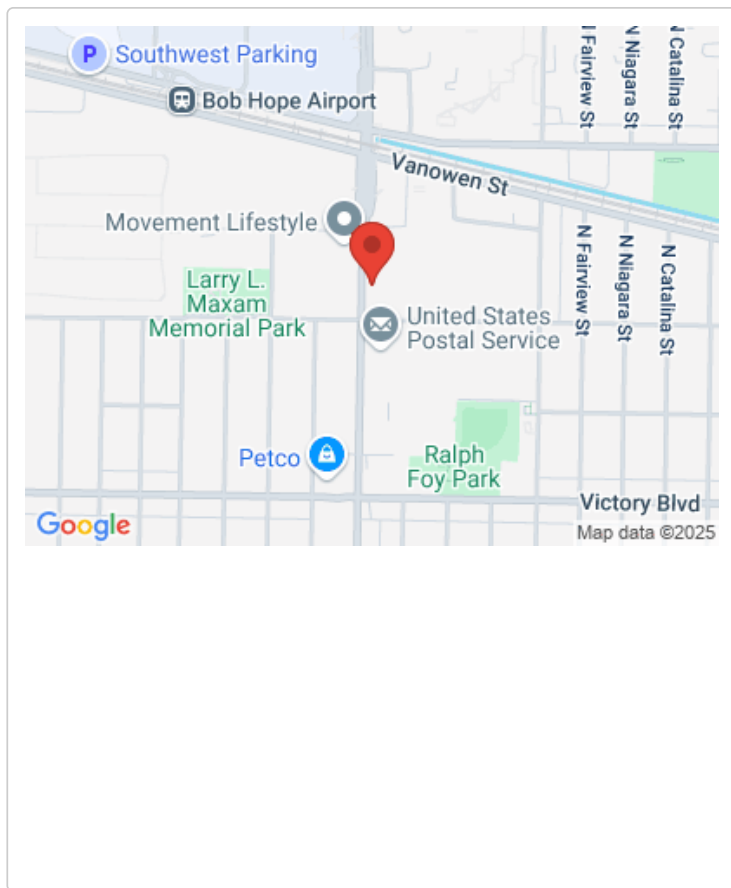 P
Southwest Parking
Bob Hope Airport
N Fairview St
N Niagara St
N Catalina St
Vanowen St
Movement Lifestyle
Larry L.
Maxam
Memorial Park
United States
Postal Service
N Fairview St
N Niagara St
N Catalina St
Petco
Ralph
Foy Park
Victory Blvd
Google
Map data ©2025